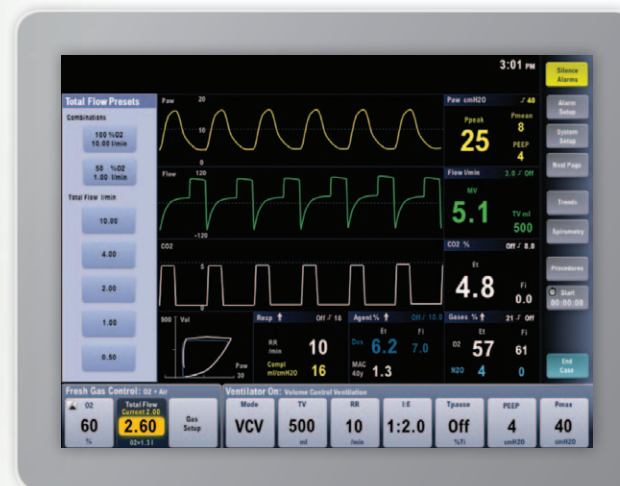 3:01 PM
Silence
Alarms
Total Flow Presets
Combinations
100 %O2
10.00 l/min
50 %O2
1.00 l/min
Total Flow l/min
10.00
4.00
2.00
1.00
0.50
Paw
20
10
0
Paw cmH2O
40
Ppeak
25
Pmean
8
PEEP
4
Alarm
Setup
System
Setup
Next Page
Trends
Spirometry
Procedures
Start
00:00:00
End
Case
Flow
120
-120
Flow l/min
3.0 Off
MV
5.1
TV ml
500
CO2
5
0
CO2 %
Off 8.0
Et
4.8
Fi
0.0
800 Vol
Paw
30
Resp
Off 18
RR
/min
10
Compl
ml/cmH2O
16
Agent %
Off 10.0
Et
Fi
Des
6.2
7.0
MAC
40y
1.3
Gases %
21 Off
Et
Fi
O2
57
61
N2O
4
0
Fresh Gas Control: O2 + Air
O2
60
%
Total Flow
Current 2.00
2.60
O2=1.3 l
Gas
Setup
Ventilator On: Volume Control Ventilation
Mode
VCV
TV
500
ml
RR
10
/min
I:E
1:2.0
Tpause
Off
%Ti
PEEP
4
cmH2O
Pmax
40
cmH2O